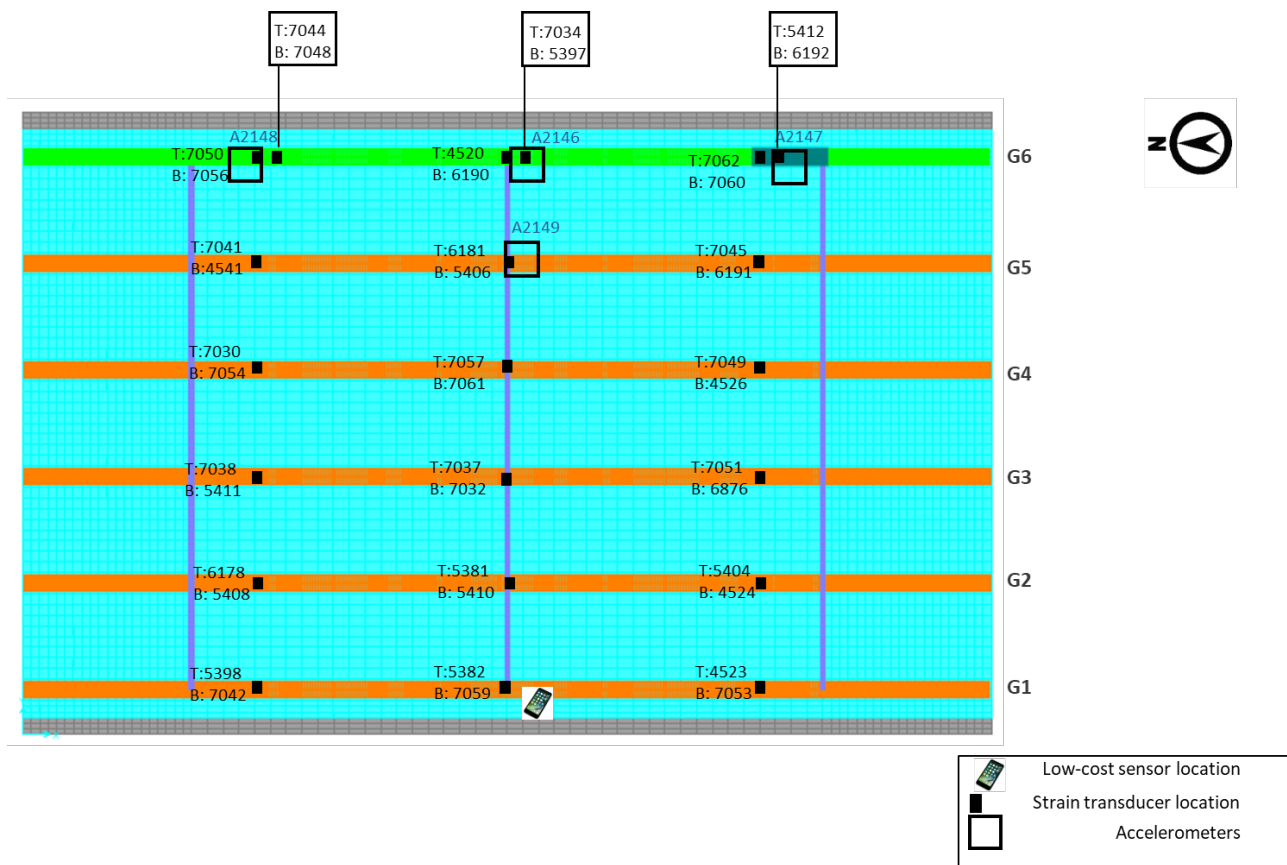 T:7044
B: 7048
T:7034
B: 5397
T:5412
B: 6192
N
A2148
A2146
A2147
T:7050
B: 7056
T:4520
B: 6190
T:7062
B: 7060
G6
A2149
T:7041
B:4541
T:6181
B: 5406
T:7045
B: 6191
G5
T:7030
B: 7054
T:7057
B:7061
T:7049
B:4526
G4
T:7038
B: 5411
T:7037
B: 7032
T:7051
B: 6876
G3
T:6178
B: 5408
T:5381
B: 5410
T:5404
B: 4524
G2
T:5398
B: 7042
T:5382
B: 7059
T:4523
B: 7053
G1
x
Low-cost sensor location
Strain transducer location
Accelerometers